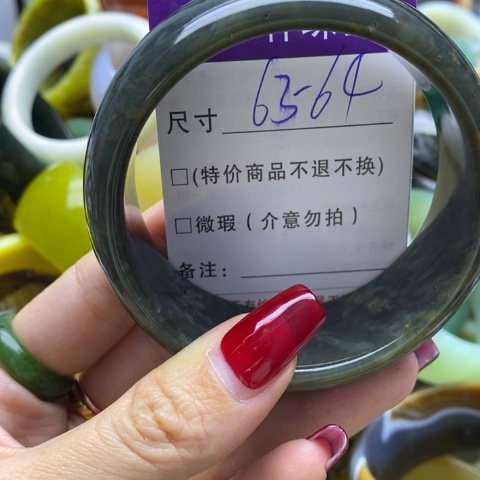 尺寸 63-64
□(特价商品不退不换)
□微瑕(介意勿拍)
备注: